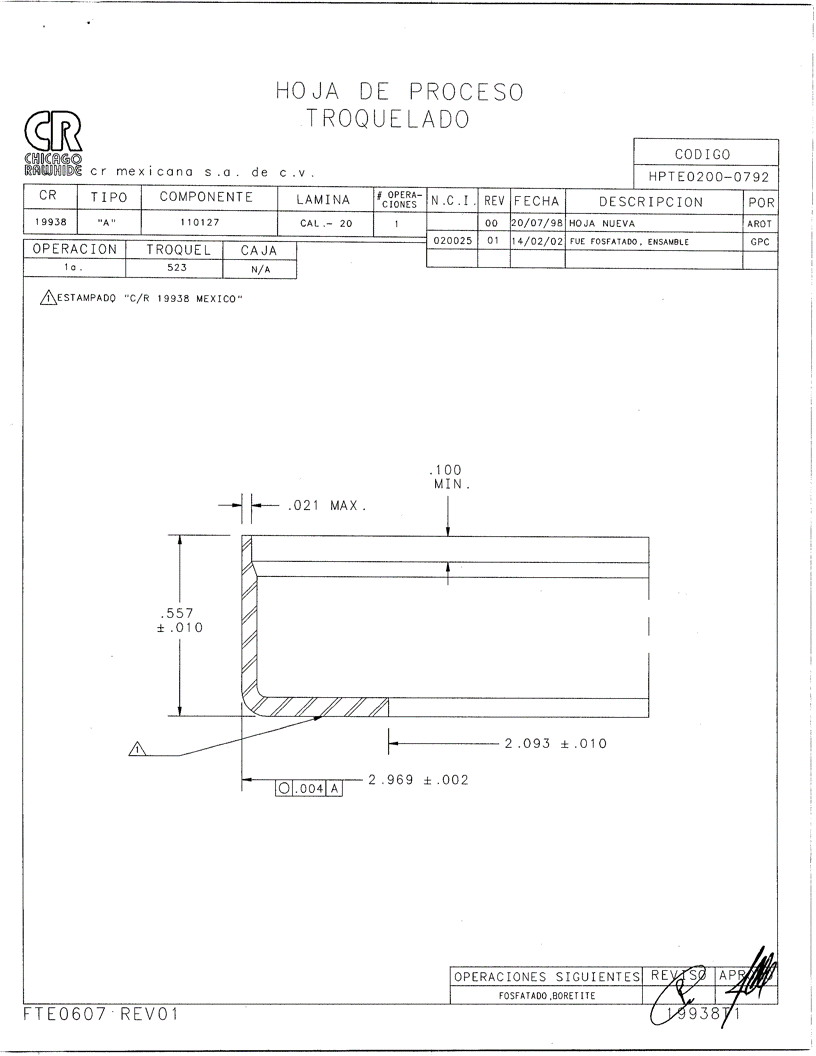 HOJA DE PROCESO
TROQUELADO
CR
CHICAGO
RAWHIDE
cr mexicana s.a. de c.v.
CODIGO
HPTE0200-0792
CR TIPO COMPONENTE LAMINA # OPERA-CIONES N.C.I. REV FECHA DESCRIPCION POR
19938 "A" 110127 CAL.- 20 1 00 20/07/98 HOJA NUEVA AROT
020025 01 14/02/02 FUE FOSFATADO, ENSAMBLE GPC
OPERACION TROQUEL CAJA
1a. 523 N/A
1 ESTAMPADO "C/R 19938 MEXICO"
.100
MIN.
.021 MAX.
.557
±.010
1
2.093 ±.010
2.969 ±.002
.004 A
OPERACIONES SIGUIENTES REVISO
FOSFATADO,BORETITE
FTE0607 REV01
19938T1